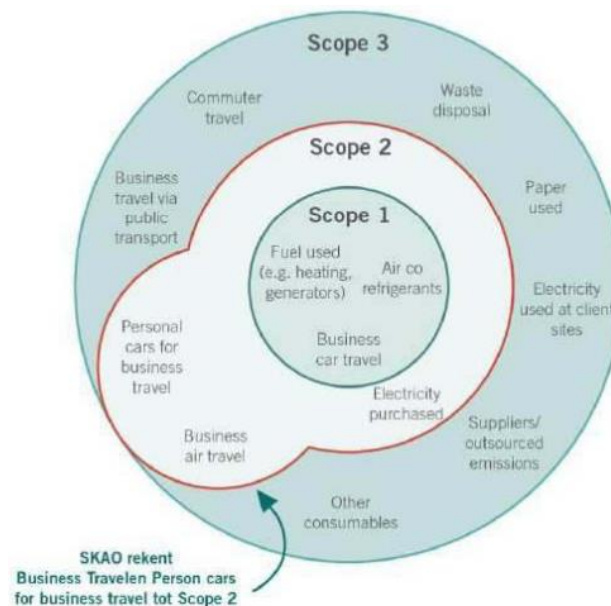 Scope 3
Commuter
travel
Waste
disposal
Scope 2
Business
travel via
public
transport
Paper
used
Scope 1
Fuel used
(e.g. heating,
generators)
Air co
refrigerants
Electricity
used at client
sites
Personal
cars for
business
travel
Business
car travel
Electricity
purchased
Business
air travel
Suppliers/
outsourced
emissions
Other
consumables
SKAO rekent
Business Travelen Person cars
for business travel tot Scope 2